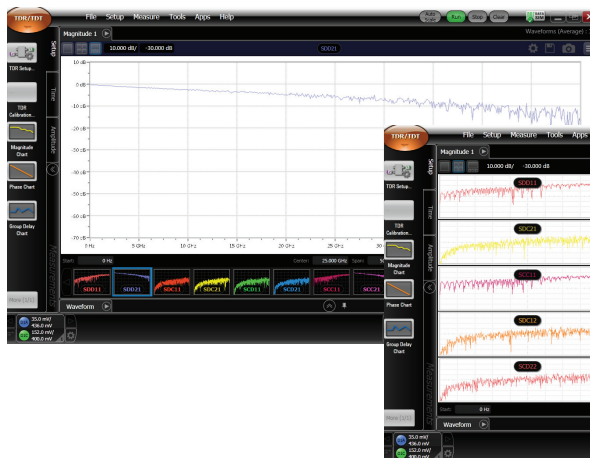 TDR/TDT
File Setup Measure Tools Apps Help
Auto Scale Run Stop Clear
Magnitude 1
Waveforms (Average) :
10.000 dB/ -30.000 dB
SDD21
TDR Setup...
TDR Calibration...
Magnitude Chart
Phase Chart
Group Delay Chart
More (1/1)
Setup
Time
Amplitude
Measurements
10 dB
0 dB
-10 dB
-20 dB
-30 dB
-40 dB
-50 dB
-60 dB
-70 dB
0 Hz 5 GHz 10 GHz 15 GHz 20 GHz 25 GHz 30
Start: 0 Hz Center: 25.000 GHz Span:
SDD11 SDD21 SDC11 SDC21 SCD11 SCD21 SCC11 SCC21
Waveform
35.0 mV/
436.0 mV
152.0 mV/
400.0 mV
TDR/TDT
File Setup Measure Tools Apps
Magnitude 1
10.000 dB/ -30.000 dB
TDR Setup...
TDR Calibration...
Magnitude Chart
Phase Chart
Group Delay Chart
More (1/1)
Setup
Time
Amplitude
Measurements
SDD11
SDC21
SCC11
SDC12
SCD22
Start: 0 Hz
Waveform
35.0 mV/
436.0 mV
152.0 mV/
400.0 mV